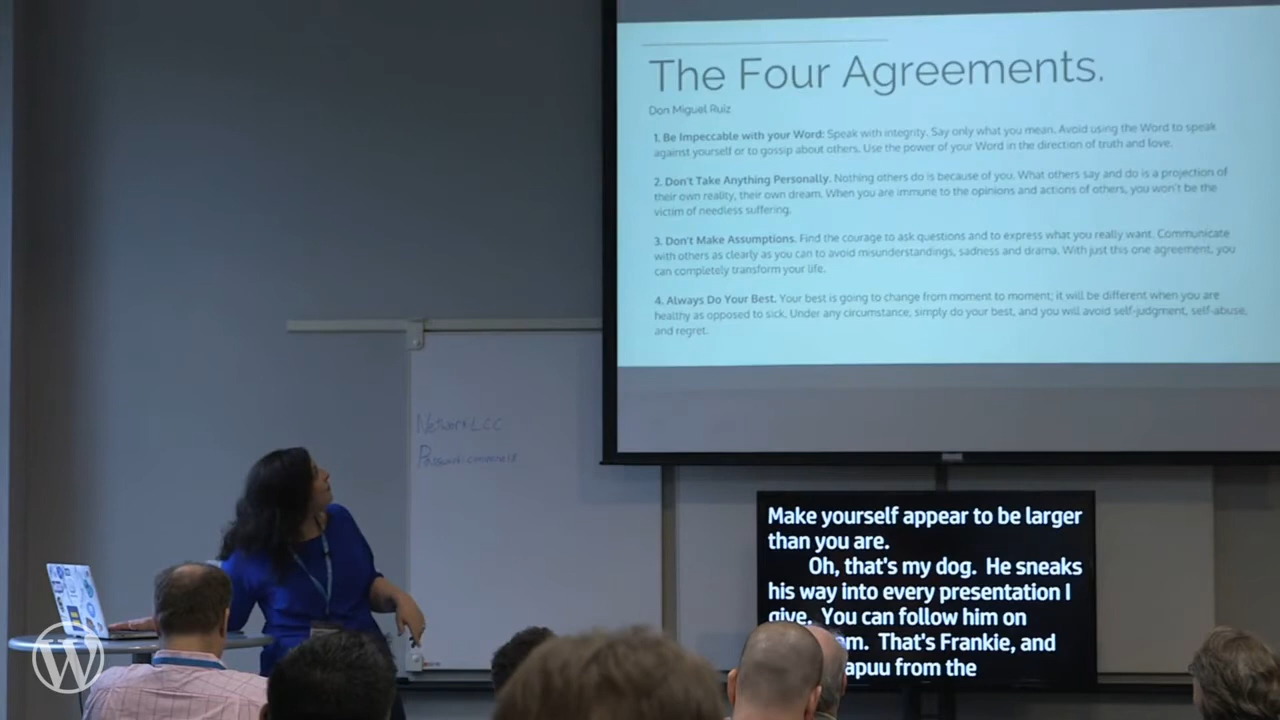 The Four Agreements.
Don Miguel Ruiz
1. Be Impeccable with your Word: Speak with integrity. Say only what you mean. Avoid using the Word to speak
against yourself or to gossip about others. Use the power of your Word in the direction of truth and love.
2. Don't Take Anything Personally. Nothing others do is because of you. What others say and do is a projection of
their own reality, their own dream. When you are immune to the opinions and actions of others, you won't be the
victim of needless suffering.
3. Don't Make Assumptions. Find the courage to ask questions and to express what you really want. Communicate
with others as clearly as you can to avoid misunderstandings, sadness and drama. With just this one agreement, you
can completely transform your life.
4. Always Do Your Best. Your best is going to change from moment to moment; it will be different when you are
healthy as opposed to sick. Under any circumstance, simply do your best, and you will avoid self-judgment, self-abuse,
and regret.
Network LCC
Password:
Make yourself appear to be larger
than you are.
Oh, that's my dog. He sneaks
his way into every presentation I
give. You can follow him on
m. That's Frankie, and
apuu from the
W